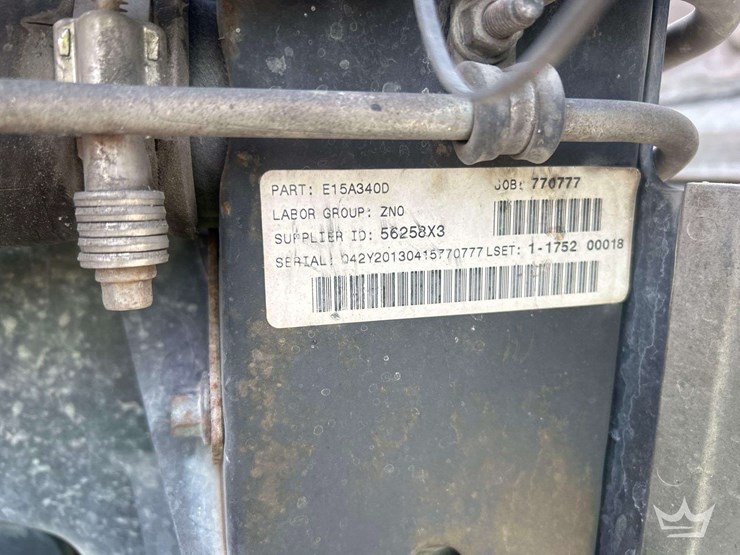 PART: E15A340D JOB: 770777
LABOR GROUP: ZNO
SUPPLIER ID: 56258X3
SERIAL: 042Y20130415770777 LSET: 1-1752 00018